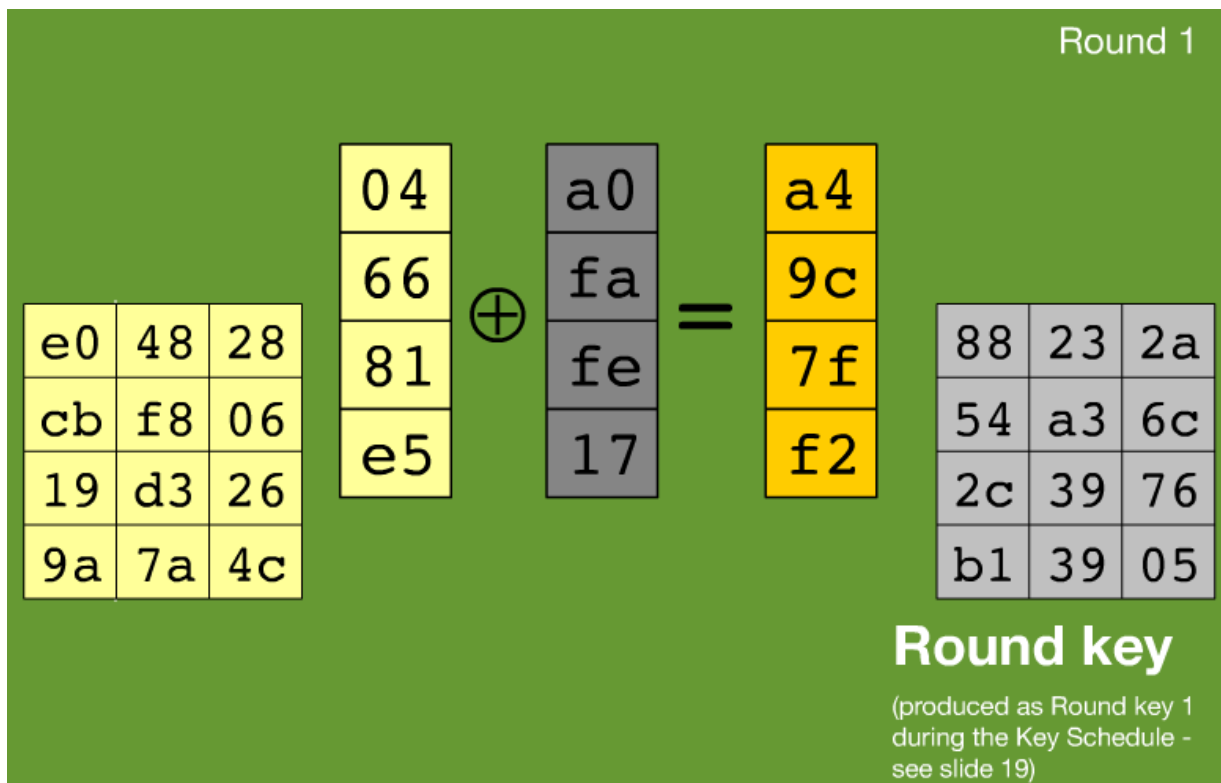 Round 1
04 ⊕ a0 = a4
66 fa 9c
81 fe 7f
e5 17 f2
e0 48 28
cb f8 06
19 d3 26
9a 7a 4c
88 23 2a
54 a3 6c
2c 39 76
b1 39 05
Round key
(produced as Round key 1
during the Key Schedule -
see slide 19)